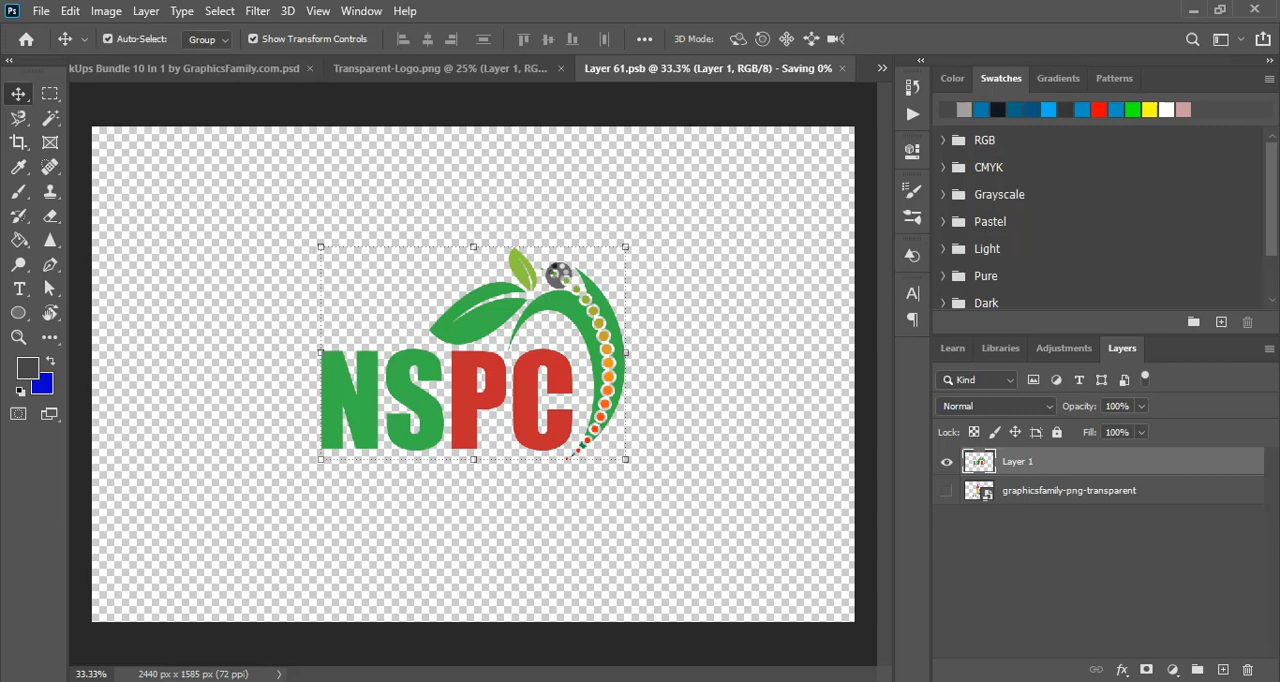 Ps File Edit Image Layer Type Select Filter 3D View Window Help
Auto-Select: Group Show Transform Controls 3D Mode:
kUps Bundle 10 In 1 by GraphicsFamily.com.psd Transparent-Logo.png @ 25% (Layer 1, RG... Layer 61.psb @ 33.3% (Layer 1, RGB/8) - Saving 0%
Color Swatches Gradients Patterns
RGB
CMYK
Grayscale
Pastel
Light
Pure
Dark
Learn Libraries Adjustments Layers
Kind
Normal Opacity: 100%
Lock: Fill: 100%
Layer 1
graphicsfamily-png-transparent
NSPC
33.33% 2440 px x 1585 px (72 ppi)